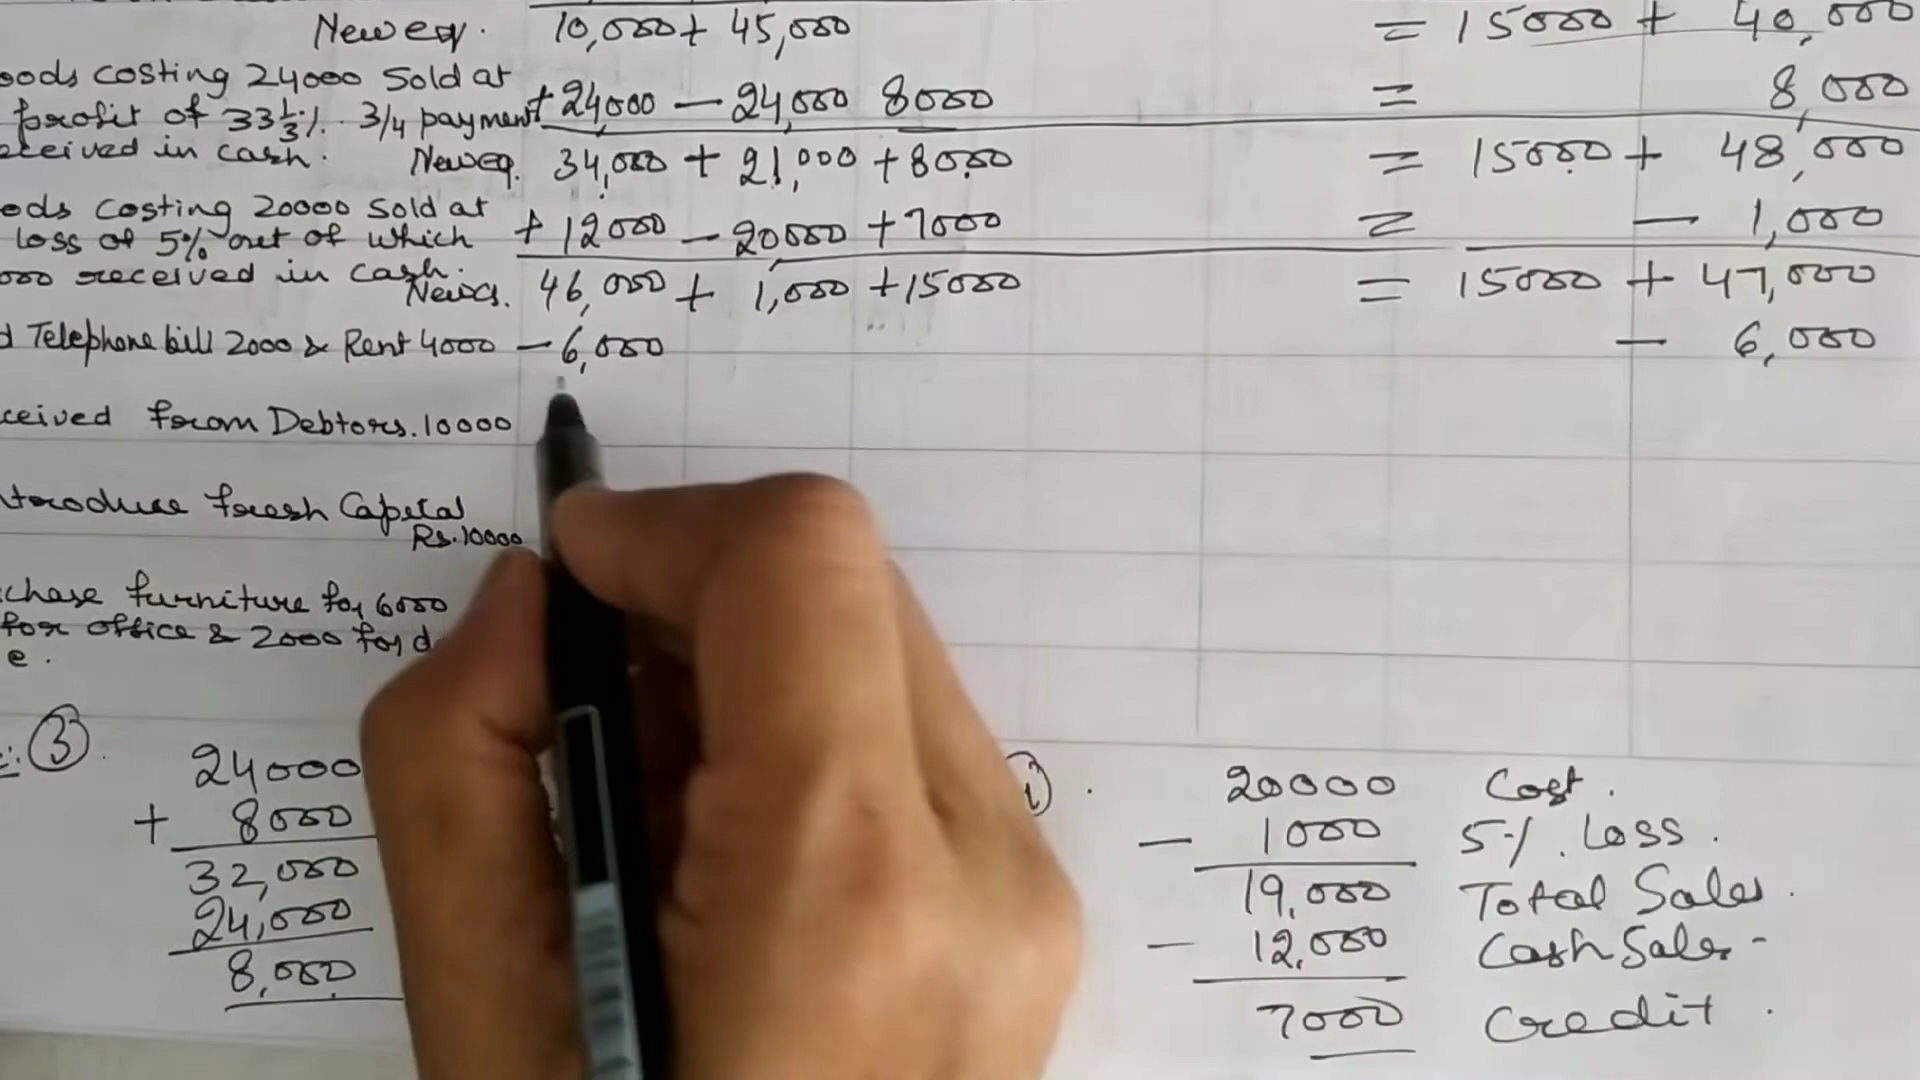 New eq. 10,000 + 45,000 = 15000 + 40,000
oods costing 24000 Sold at
profit of 33 1/3 %. 3/4 payment + 24,000 — 24,000 8000 = 8,000
eceived in cash. New eq. 34,000 + 21,000 + 8000 = 15000 + 48,000
ods costing 20000 sold at
loss of 5% out of which + 12000 — 20000 + 7000 = — 1,000
000 received in cash.
New eq. 46,000 + 1,000 + 15000 = 15000 + 47,000
d Telephone bill 2000 & Rent 4000 — 6,000 — 6,000
ceived from Debtors. 10000
troduce fresh Capital
Rs. 10000
chase furniture for 6000
for office & 2000 for d
e.
3
24000
+ 8000
32,000
24,000
8,000
20000 Cost.
— 1000 5%. Loss.
19,000 Total Sales.
— 12,000 Cash Sales -
7000 Credit.